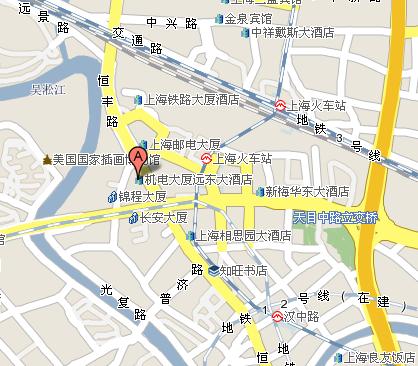 远景路
中兴路
金泉宾馆
中祥戴斯大酒店
交通路
恒丰路
吴淞江
上海铁路大厦酒店
上海火车站
地铁3号线
上海邮电大厦
美国国家插画博物馆
A
上海火车站
机电大厦远东大酒店
锦程大厦
新梅华东大酒店
长安大厦
天目中路立交桥
馆
上海相思园大酒店
知旺书店
光复路
普济路
12号线(在建)
汉中路
地铁
恒
上海良友饭店